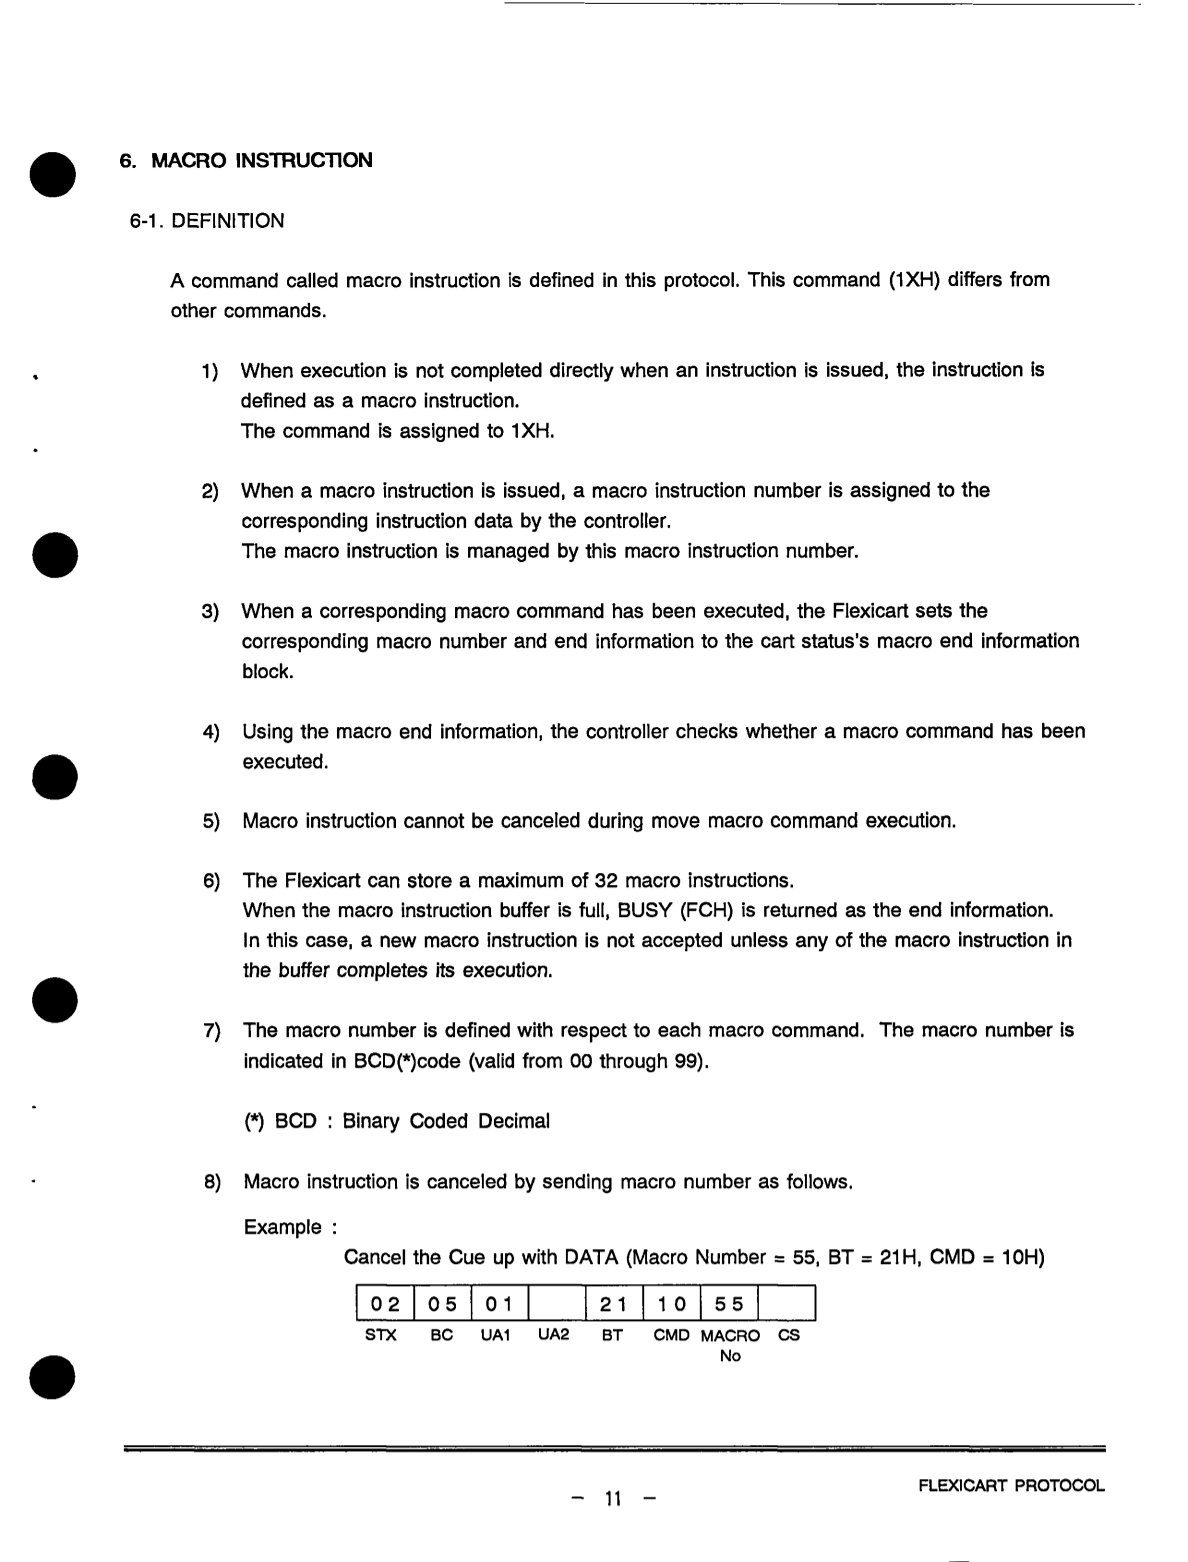 6. MACRO INSTRUCTION
6-1. DEFINITION
A command called macro instruction is defined in this protocol. This command (1XH) differs from
other commands.
1) When execution is not completed directly when an instruction is issued, the instruction is
defined as a macro instruction.
The command is assigned to 1XH.
2) When a macro instruction is issued, a macro instruction number is assigned to the
corresponding instruction data by the controller.
The macro instruction is managed by this macro instruction number.
3) When a corresponding macro command has been executed, the Flexicart sets the
corresponding macro number and end information to the cart status's macro end information
block.
4) Using the macro end information, the controller checks whether a macro command has been
executed.
5) Macro instruction cannot be canceled during move macro command execution.
6) The Flexicart can store a maximum of 32 macro instructions.
When the macro instruction buffer is full, BUSY (FCH) is returned as the end information.
In this case, a new macro instruction is not accepted unless any of the macro instruction in
the buffer completes its execution.
7) The macro number is defined with respect to each macro command. The macro number is
indicated in BCD(*)code (valid from 00 through 99).
(*) BCD : Binary Coded Decimal
8) Macro instruction is canceled by sending macro number as follows.
Example :
Cancel the Cue up with DATA (Macro Number = 55, BT = 21H, CMD = 10H)
02 05 01 21 10 55
STX BC UA1 UA2 BT CMD MACRO CS
No
FLEXICART PROTOCOL
- 11 -